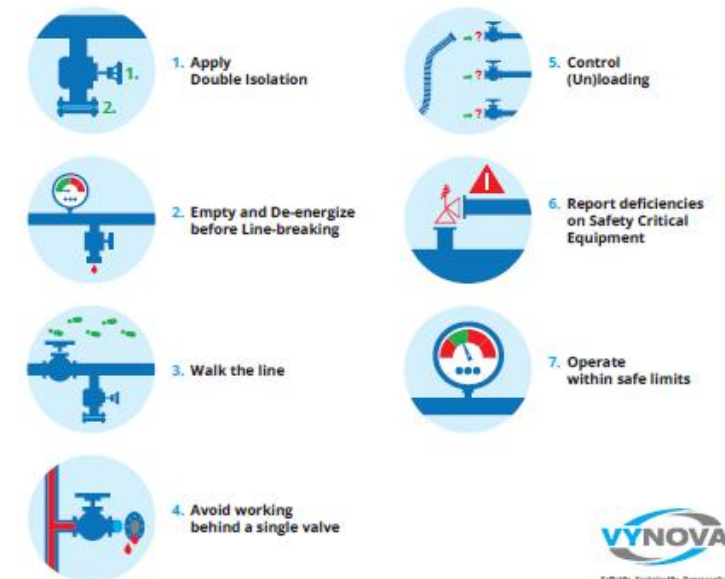 1.
2.
1. Apply
Double Isolation
2. Empty and De-energize
before Line-breaking
3. Walk the line
4. Avoid working
behind a single valve
?
?
?
5. Control
(Un)loading
!
6. Report deficiencies
on Safety Critical
Equipment
7. Operate
within safe limits
VYNOVA